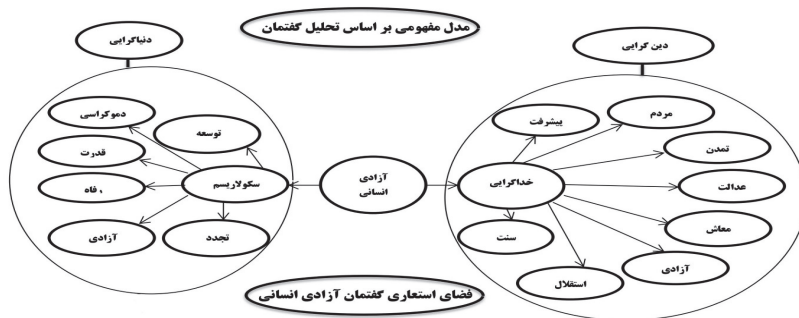 مدل مفهومی بر اساس تحلیل گفتمان
دین گرایی
دنیاگرایی
پیشرفت
مردم
تمدن
عدالت
معاش
آزادی
استقلال
سنت
خداگرایی
آزادی
انسانی
سکولاریسم
توسعه
دموکراسی
قدرت
رفاه
آزادی
تجدد
فضای استعاری گفتمان آزادی انسانی